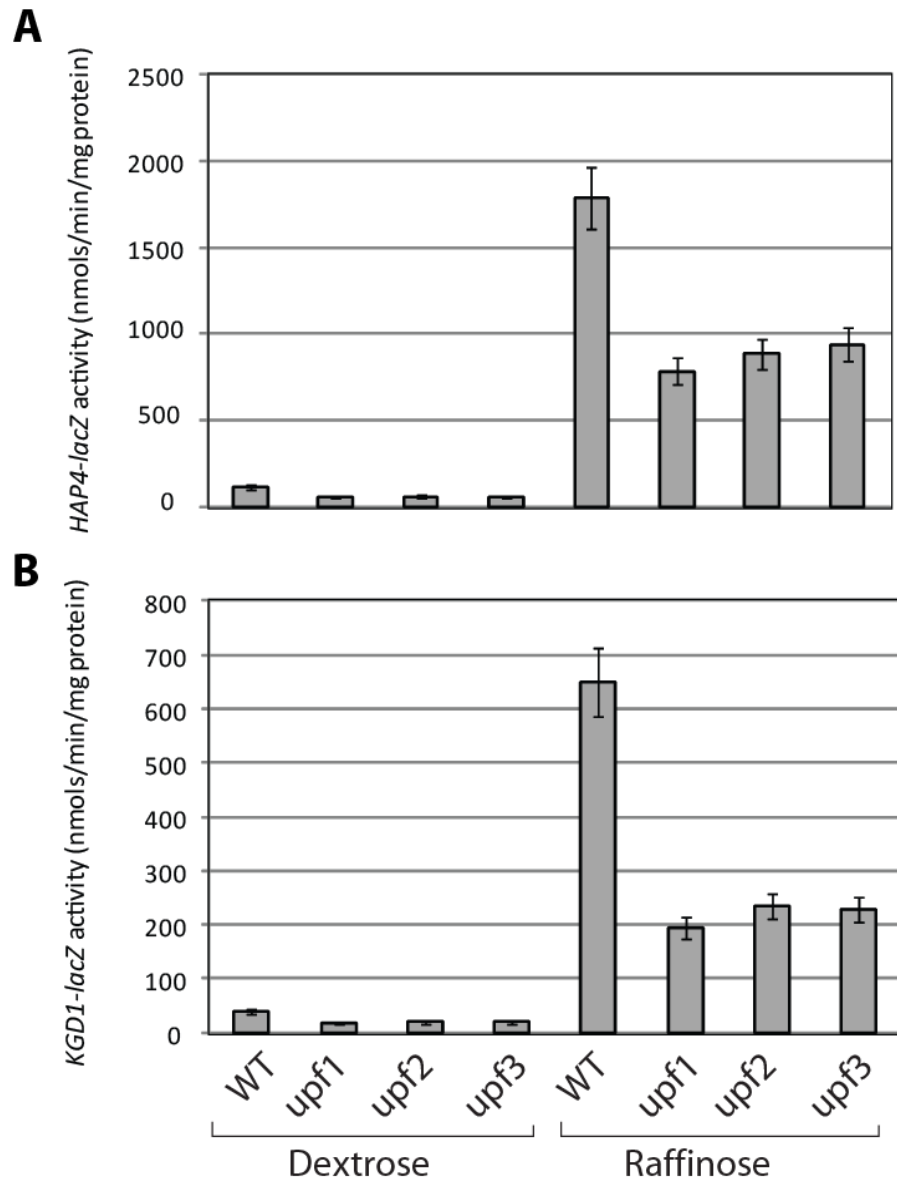 A
HAP4-lacZ activity (nmols/min/mg protein)
2500
2000
1500
1000
500
0
B
KGD1-lacZ activity (nmols/min/mg protein)
800
700
600
500
400
300
200
100
0
WT upf1 upf2 upf3 WT upf1 upf2 upf3
Dextrose Raffinose